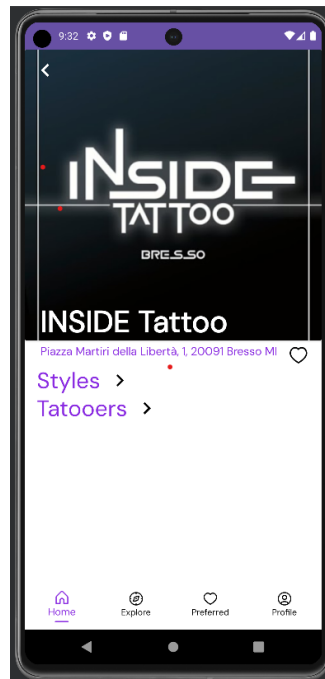 9:32
INSIDE
TATTOO
BRESSO
INSIDE Tattoo
Piazza Martiri della Libertà, 1, 20091 Bresso MI
Styles
Tatooers
Home
Explore
Preferred
Profile